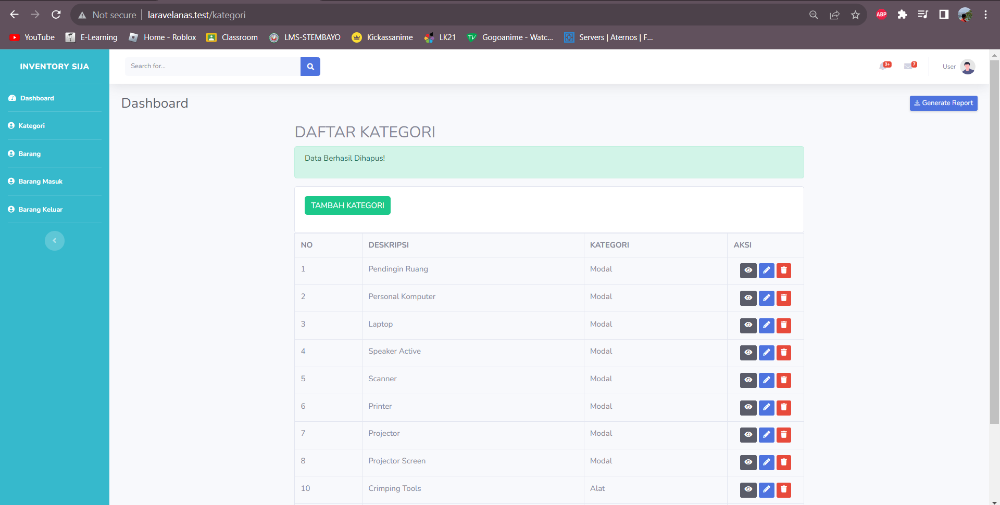 Not secure
laravelanas.test/kategori
ABP
YouTube
E-Learning
Home - Roblox
Classroom
LMS-STEMBAYO
Kickassanime
LK21
TV
Gogoanime - Watc...
Servers | Aternos | F...
INVENTORY SIJA
Search for...
3+
7
User
Dashboard
Kategori
Barang
Barang Masuk
Barang Keluar
Dashboard
Generate Report
DAFTAR KATEGORI
Data Berhasil Dihapus!
TAMBAH KATEGORI
NO DESKRIPSI KATEGORI AKSI
1 Pendingin Ruang Modal
2 Personal Komputer Modal
3 Laptop Modal
4 Speaker Active Modal
5 Scanner Modal
6 Printer Modal
7 Projector Modal
8 Projector Screen Modal
10 Crimping Tools Alat